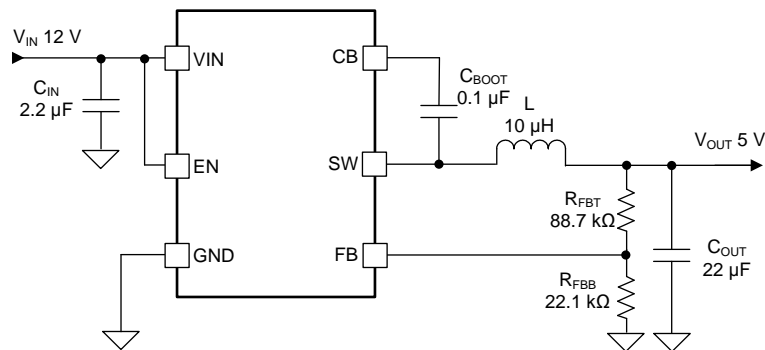 V_IN 12 V
C_IN
2.2 µF
VIN
EN
GND
CB
SW
FB
C_BOOT
0.1 µF
L
10 µH
V_OUT 5 V
R_FBT
88.7 kΩ
R_FBB
22.1 kΩ
C_OUT
22 µF